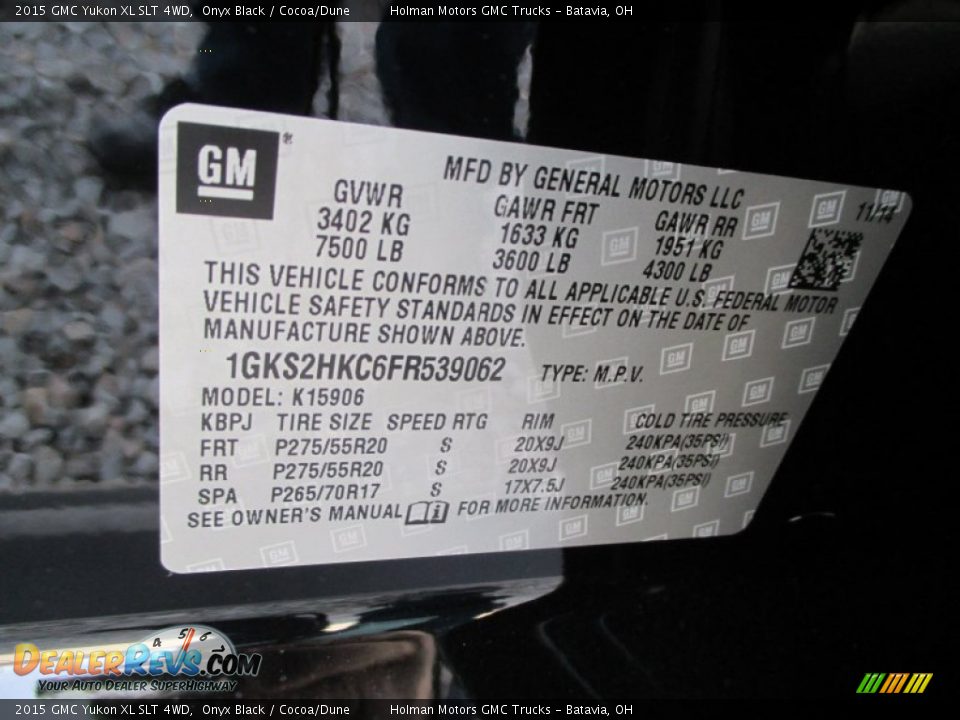 2015 GMC Yukon XL SLT 4WD, Onyx Black / Cocoa/Dune Holman Motors GMC Trucks - Batavia, OH
GM
MFD BY GENERAL MOTORS LLC
GVWR GAWR FRT GAWR RR 11/14
3402 KG 1633 KG 1951 KG
7500 LB 3600 LB 4300 LB
THIS VEHICLE CONFORMS TO ALL APPLICABLE U.S. FEDERAL MOTOR
VEHICLE SAFETY STANDARDS IN EFFECT ON THE DATE OF
MANUFACTURE SHOWN ABOVE.
1GKS2HKC6FR539062 TYPE: M.P.V.
MODEL: K15906
KBPJ TIRE SIZE SPEED RTG RIM COLD TIRE PRESSURE
FRT P275/55R20 S 20X9J 240KPA(35PSI)
RR P275/55R20 S 20X9J 240KPA(35PSI)
SPA P265/70R17 S 17X7.5J 240KPA(35PSI)
SEE OWNER'S MANUAL i FOR MORE INFORMATION.
4 5 6
DealerRevs.com
Your Auto Dealer SuperHighway
2015 GMC Yukon XL SLT 4WD, Onyx Black / Cocoa/Dune Holman Motors GMC Trucks - Batavia, OH